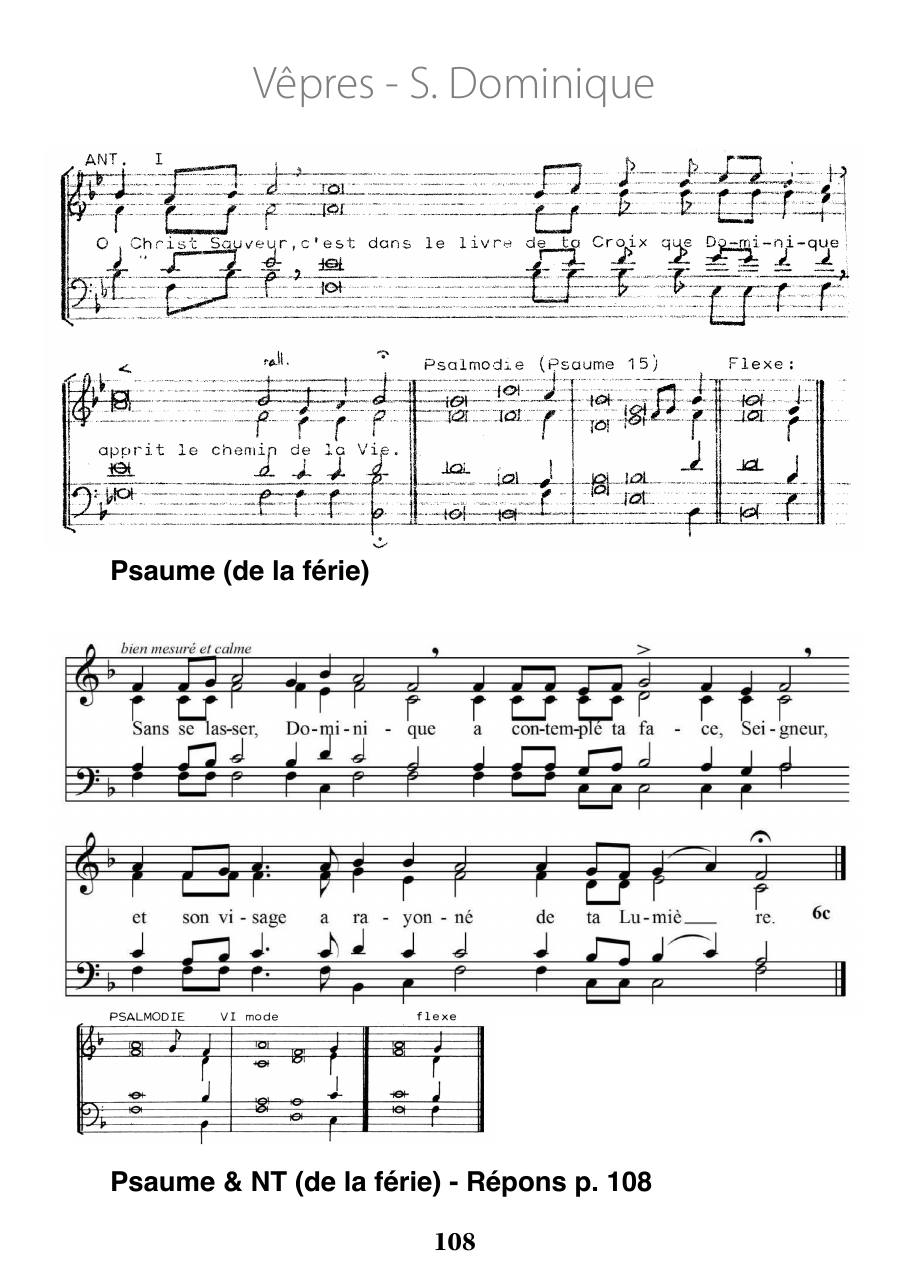 Vêpres - S. Dominique
ANT. I
O Christ Sauveur, c'est dans le livre de ta Croix que Do-mi-ni-que
rall.
Psalmodie (Psaume 15) Flexe:
apprit le chemin de la Vie.
Psaume (de la férie)
bien mesuré et calme
Sans se las-ser, Do-mi-ni-que a con-tem-plé ta fa-ce, Sei-gneur,
et son vi-sage a ra-yon-né de ta Lu-miè___re. 6c
PSALMODIE VI mode flexe
Psaume & NT (de la férie) - Répons p. 108
108